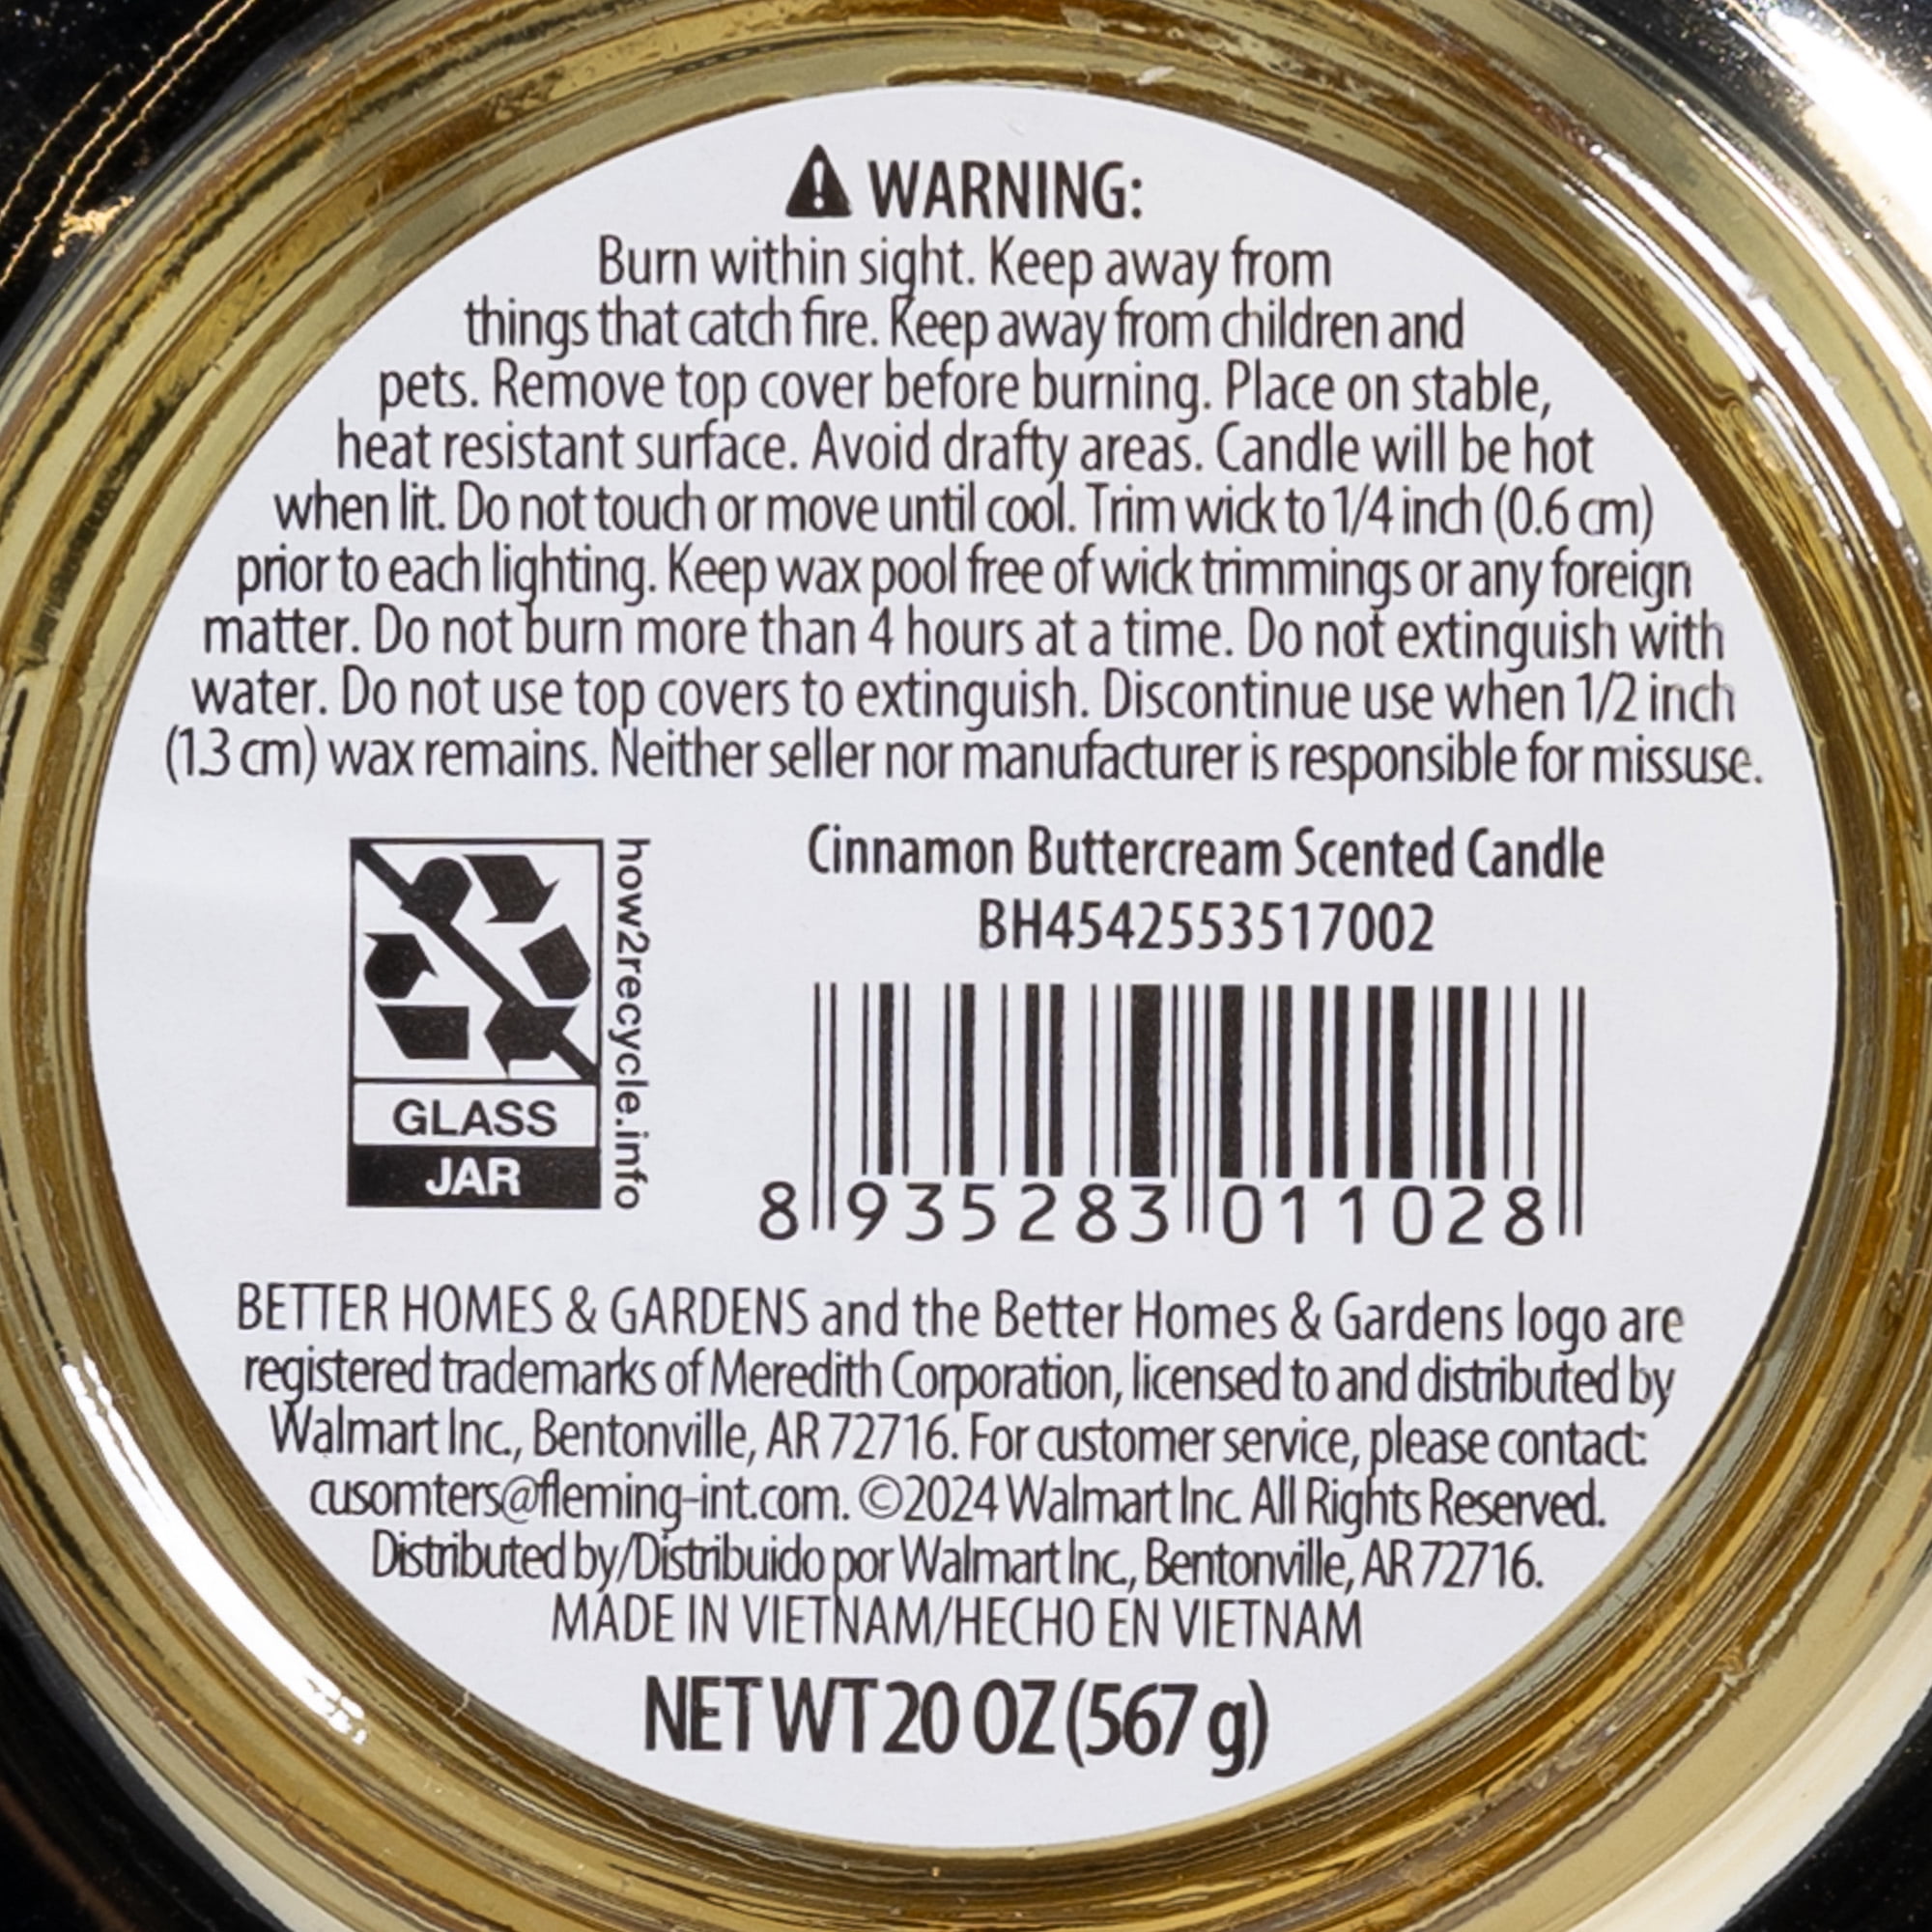 ⚠ WARNING:
Burn within sight. Keep away from
things that catch fire. Keep away from children and
pets. Remove top cover before burning. Place on stable,
heat resistant surface. Avoid drafty areas. Candle will be hot
when lit. Do not touch or move until cool. Trim wick to 1/4 inch (0.6 cm)
prior to each lighting. Keep wax pool free of wick trimmings or any foreign
matter. Do not burn more than 4 hours at a time. Do not extinguish with
water. Do not use top covers to extinguish. Discontinue use when 1/2 inch
(1.3 cm) wax remains. Neither seller nor manufacturer is responsible for missuse.
GLASS
JAR
how2recycle.info
Cinnamon Buttercream Scented Candle
BH4542553517002
8 935283 011028
BETTER HOMES & GARDENS and the Better Homes & Gardens logo are
registered trademarks of Meredith Corporation, licensed to and distributed by
Walmart Inc., Bentonville, AR 72716. For customer service, please contact:
cusomters@fleming-int.com. ©2024 Walmart Inc. All Rights Reserved.
Distributed by/Distribuido por Walmart Inc., Bentonville, AR 72716.
MADE IN VIETNAM/HECHO EN VIETNAM
NET WT 20 OZ (567 g)